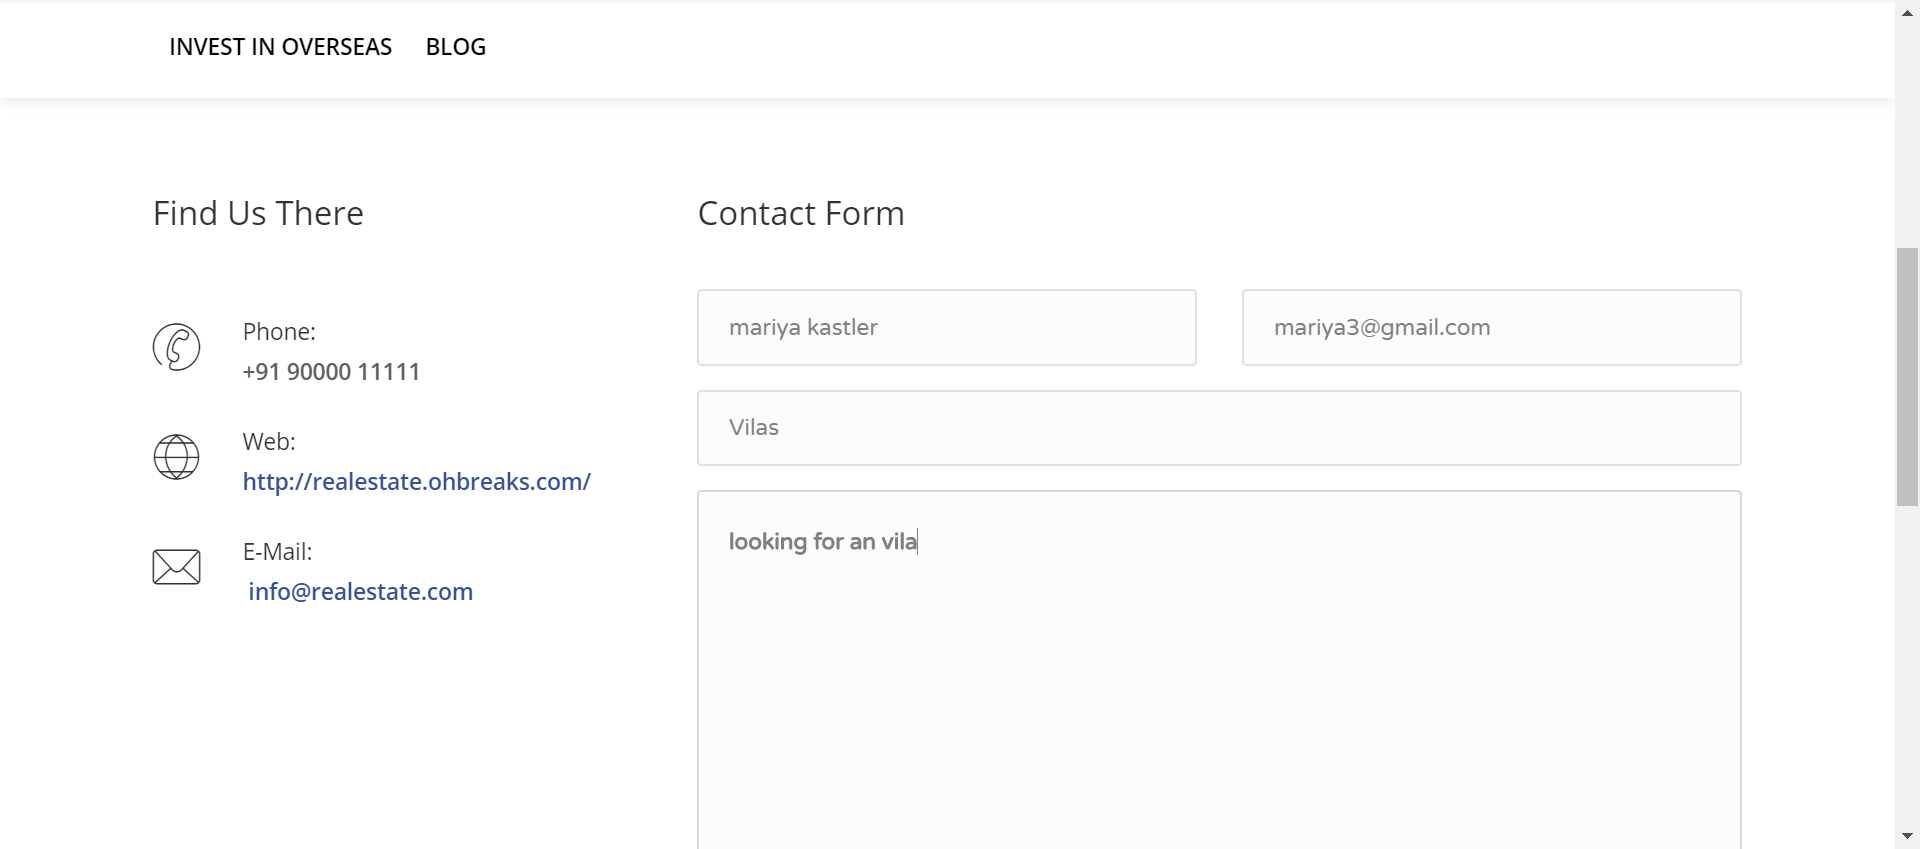 INVEST IN OVERSEAS BLOG
Find Us There
Phone:
+91 90000 11111
Web:
http://realestate.ohbreaks.com/
E-Mail:
info@realestate.com
Contact Form
mariya kastler
mariya3@gmail.com
Vilas
looking for an vila